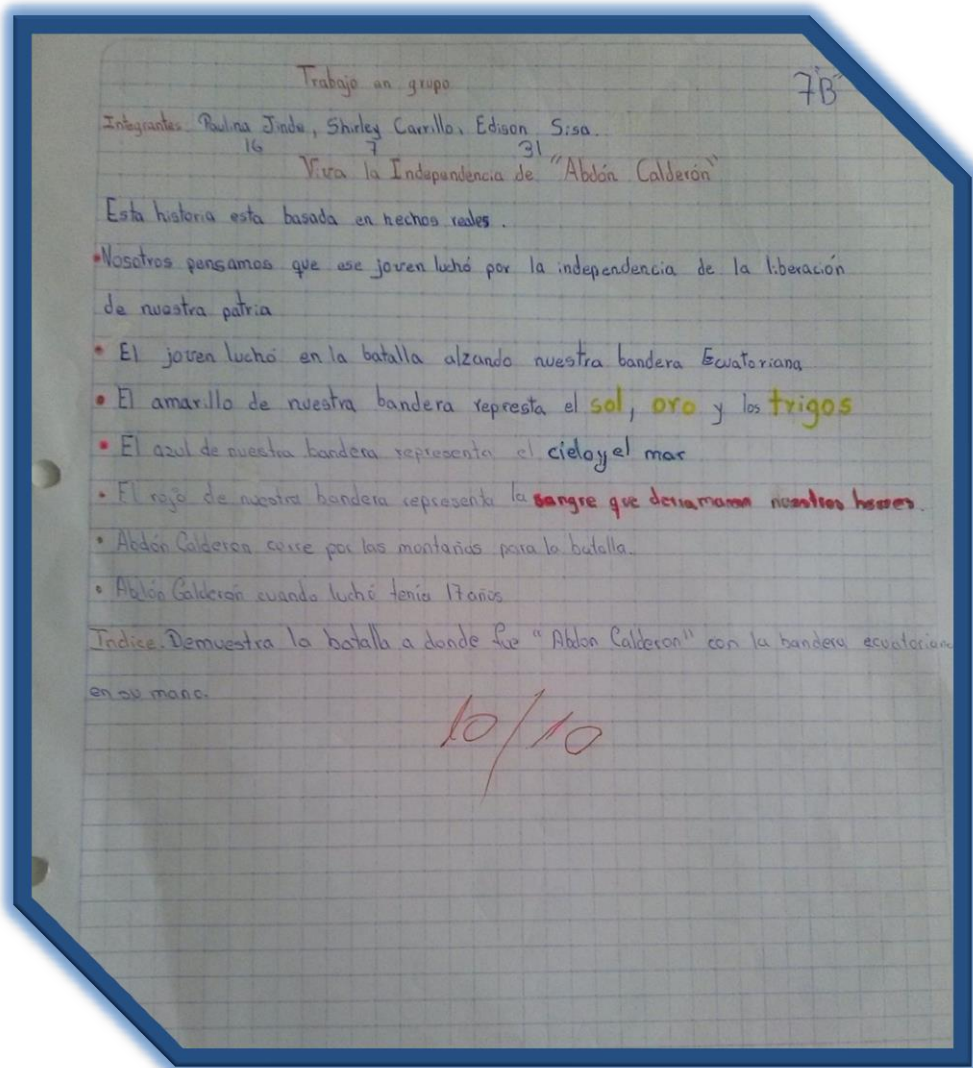 Trabajo en grupo
7"B"
Integrantes Paulina Jinde, Shirley Carrillo, Edison Sisa.
16 7 31
Viva la Independencia de "Abdón Calderón"
Esta historia esta basada en hechos reales.
•Nosotros pensamos que ese joven luchó por la independencia de la liberación
de nuestra patria
• El joven luchó en la batalla alzando nuestra bandera Ecuatoriana
• El amarillo de nuestra bandera represta el sol, oro y los trigos
• El azul de nuestra bandera representa el cielo y el mar
• El rojo de nuestra bandera representa la sangre que derramaron nuestros heroes.
• Abdón Calderon corre por las montañas para la batalla.
• Abdón Calderón cuando luchó tenía 17 años
Indice. Demuestra la batalla a donde fue "Abdon Calderon" con la bandera ecuatoriana
en su mano.
10/10